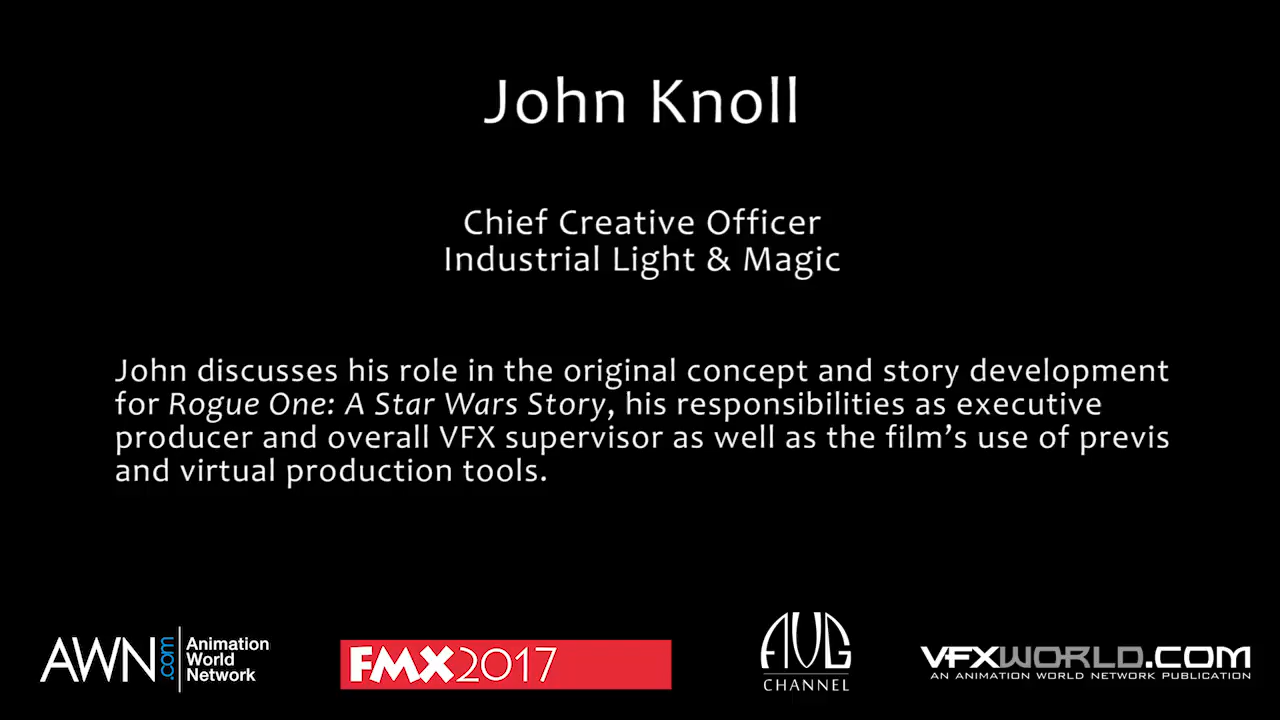 John Knoll
Chief Creative Officer
Industrial Light & Magic
John discusses his role in the original concept and story development
for Rogue One: A Star Wars Story, his responsibilities as executive
producer and overall VFX supervisor as well as the film’s use of previs
and virtual production tools.
AWN.com
Animation
World
Network
FMX2017
AUG
CHANNEL
VFXWORLD.COM
AN ANIMATION WORLD NETWORK PUBLICATION